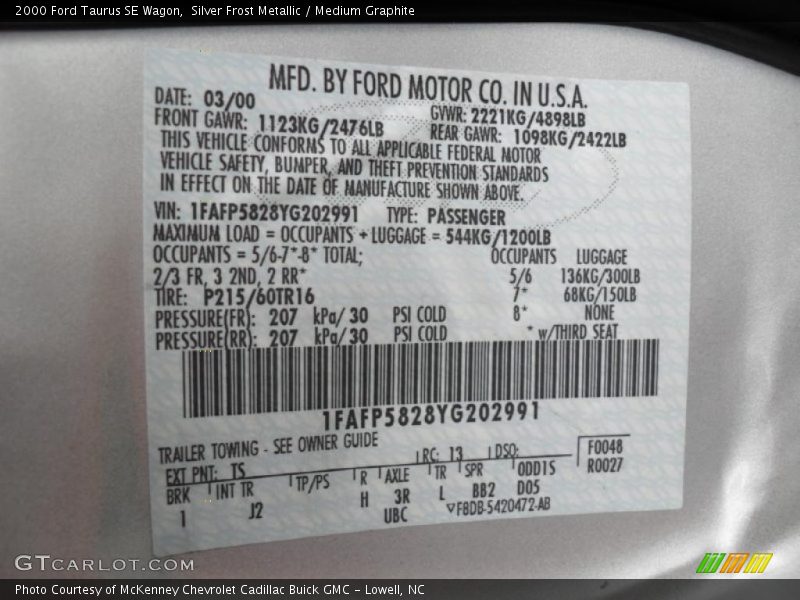 2000 Ford Taurus SE Wagon, Silver Frost Metallic / Medium Graphite
MFD. BY FORD MOTOR CO. IN U.S.A.
DATE: 03/00 GVWR: 2221KG/4898LB
FRONT GAWR: 1123KG/2476LB REAR GAWR: 1098KG/2422LB
THIS VEHICLE CONFORMS TO ALL APPLICABLE FEDERAL MOTOR
VEHICLE SAFETY, BUMPER, AND THEFT PREVENTION STANDARDS
IN EFFECT ON THE DATE OF MANUFACTURE SHOWN ABOVE.
VIN: 1FAFP5828YG202991 TYPE: PASSENGER
MAXIMUM LOAD = OCCUPANTS + LUGGAGE = 544KG/1200LB
OCCUPANTS = 5/6-7*-8* TOTAL; OCCUPANTS LUGGAGE
2/3 FR, 3 2ND, 2 RR* 5/6 136KG/300LB
TIRE: P215/60TR16 7* 68KG/150LB
PRESSURE(FR): 207 kPa/ 30 PSI COLD 8* NONE
PRESSURE(RR): 207 kPa/ 30 PSI COLD * w/THIRD SEAT
1FAFP5828YG202991
TRAILER TOWING - SEE OWNER GUIDE
EXT PNT: TS RC: 13 DSO: F0048
BRK INT TR TP/PS R AXLE TR SPR ODD1S R0027
1 J2 H 3R L BB2 D05
UBC ▽F8DB-5420472-AB
GTCARLOT.COM
Photo Courtesy of McKenney Chevrolet Cadillac Buick GMC - Lowell, NC